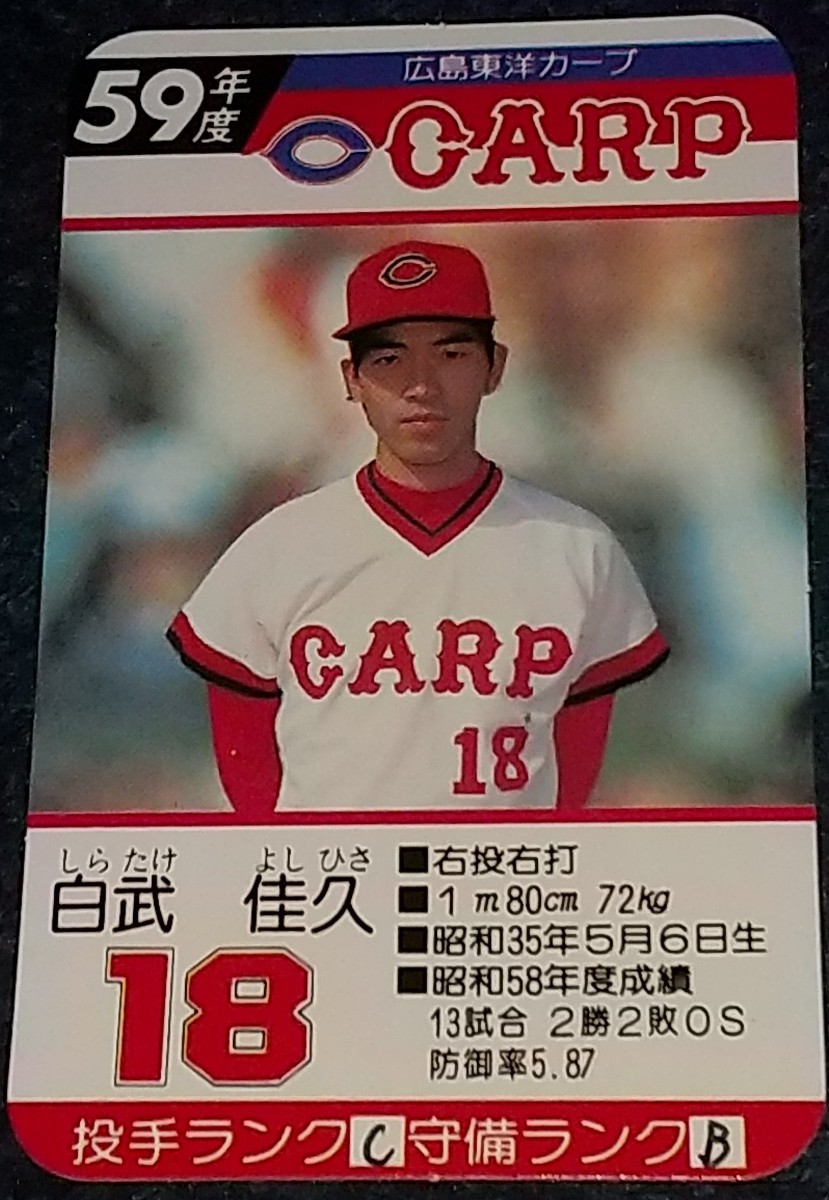 59年度
広島東洋カープ
C CARP
C
CARP
18
しら たけ よし ひさ
白武 佳久
18
■右投右打
■1m80cm 72kg
■昭和35年5月6日生
■昭和58年度成績
13試合 2勝2敗0S
防御率5.87
投手ランクC守備ランクB